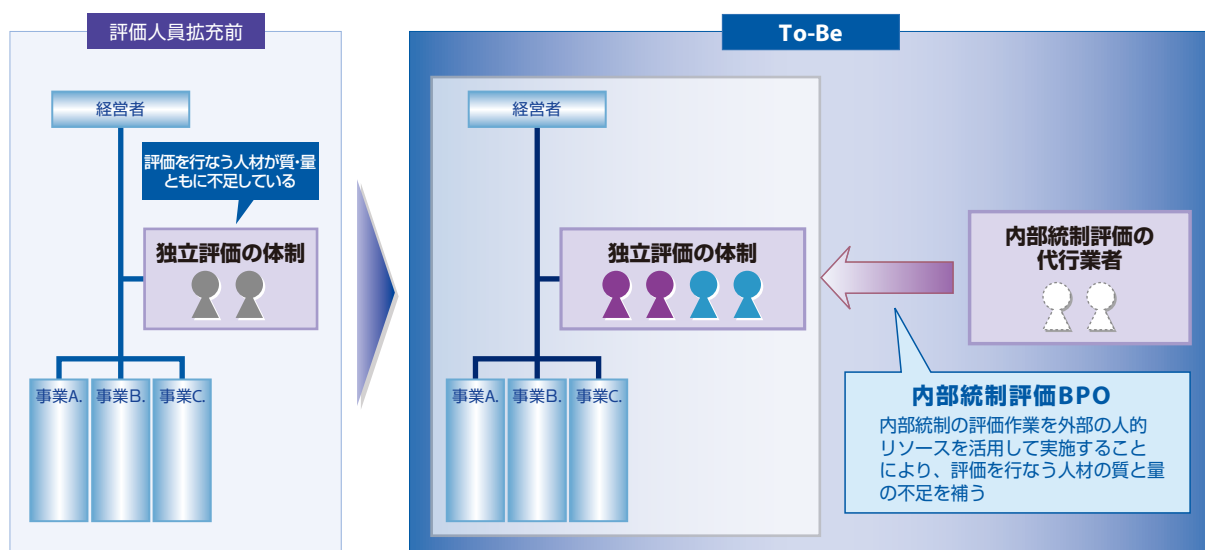 評価人員拡充前
経営者
評価を行なう人材が質・量
ともに不足している
独立評価の体制
事業A.
事業B.
事業C.
To-Be
経営者
独立評価の体制
事業A.
事業B.
事業C.
内部統制評価の
代行業者
内部統制評価BPO
内部統制の評価作業を外部の人的
リソースを活用して実施すること
により、評価を行なう人材の質と量
の不足を補う